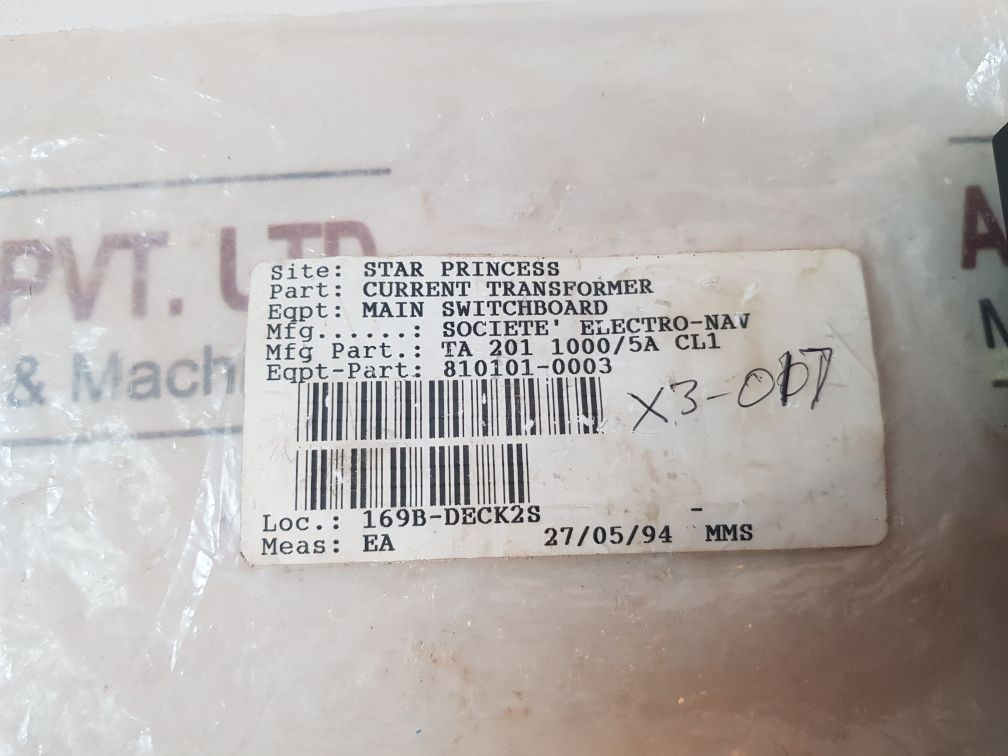 PVT. LTD
& Mach
Site: STAR PRINCESS
Part: CURRENT TRANSFORMER
Eqpt: MAIN SWITCHBOARD
Mfg......: SOCIETE' ELECTRO-NAV
Mfg Part.: TA 201 1000/5A CL1
Eqpt-Part: 810101-0003
Loc.: 169B-DECK2S -
Meas: EA 27/05/94 MMS
A
M